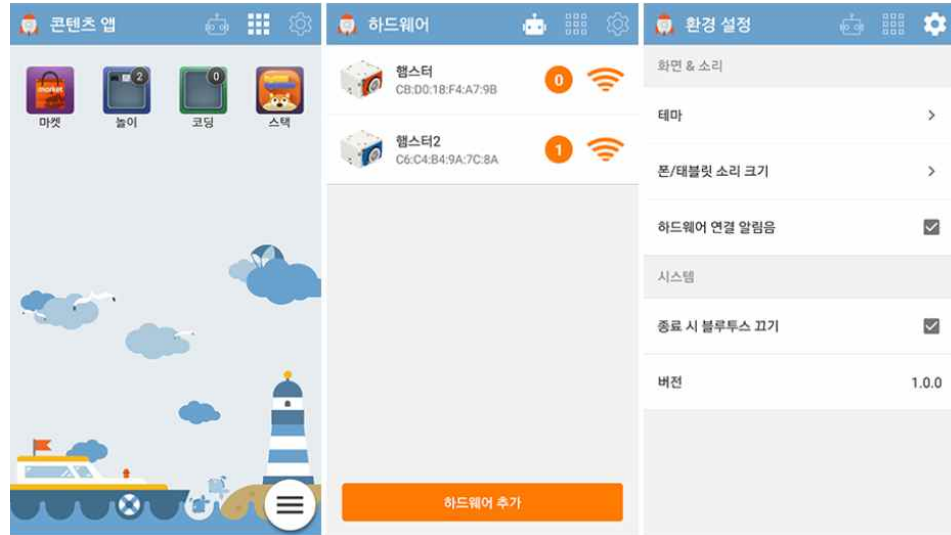 콘텐츠 앱
market
2
0
마켓
놀이
코딩
스택
하드웨어
햄스터
CB:D0:18:F4:A7:9B
0
햄스터2
C6:C4:B4:9A:7C:8A
1
하드웨어 추가
환경 설정
화면 & 소리
테마
폰/태블릿 소리 크기
하드웨어 연결 알림음
시스템
종료 시 블루투스 끄기
버전
1.0.0